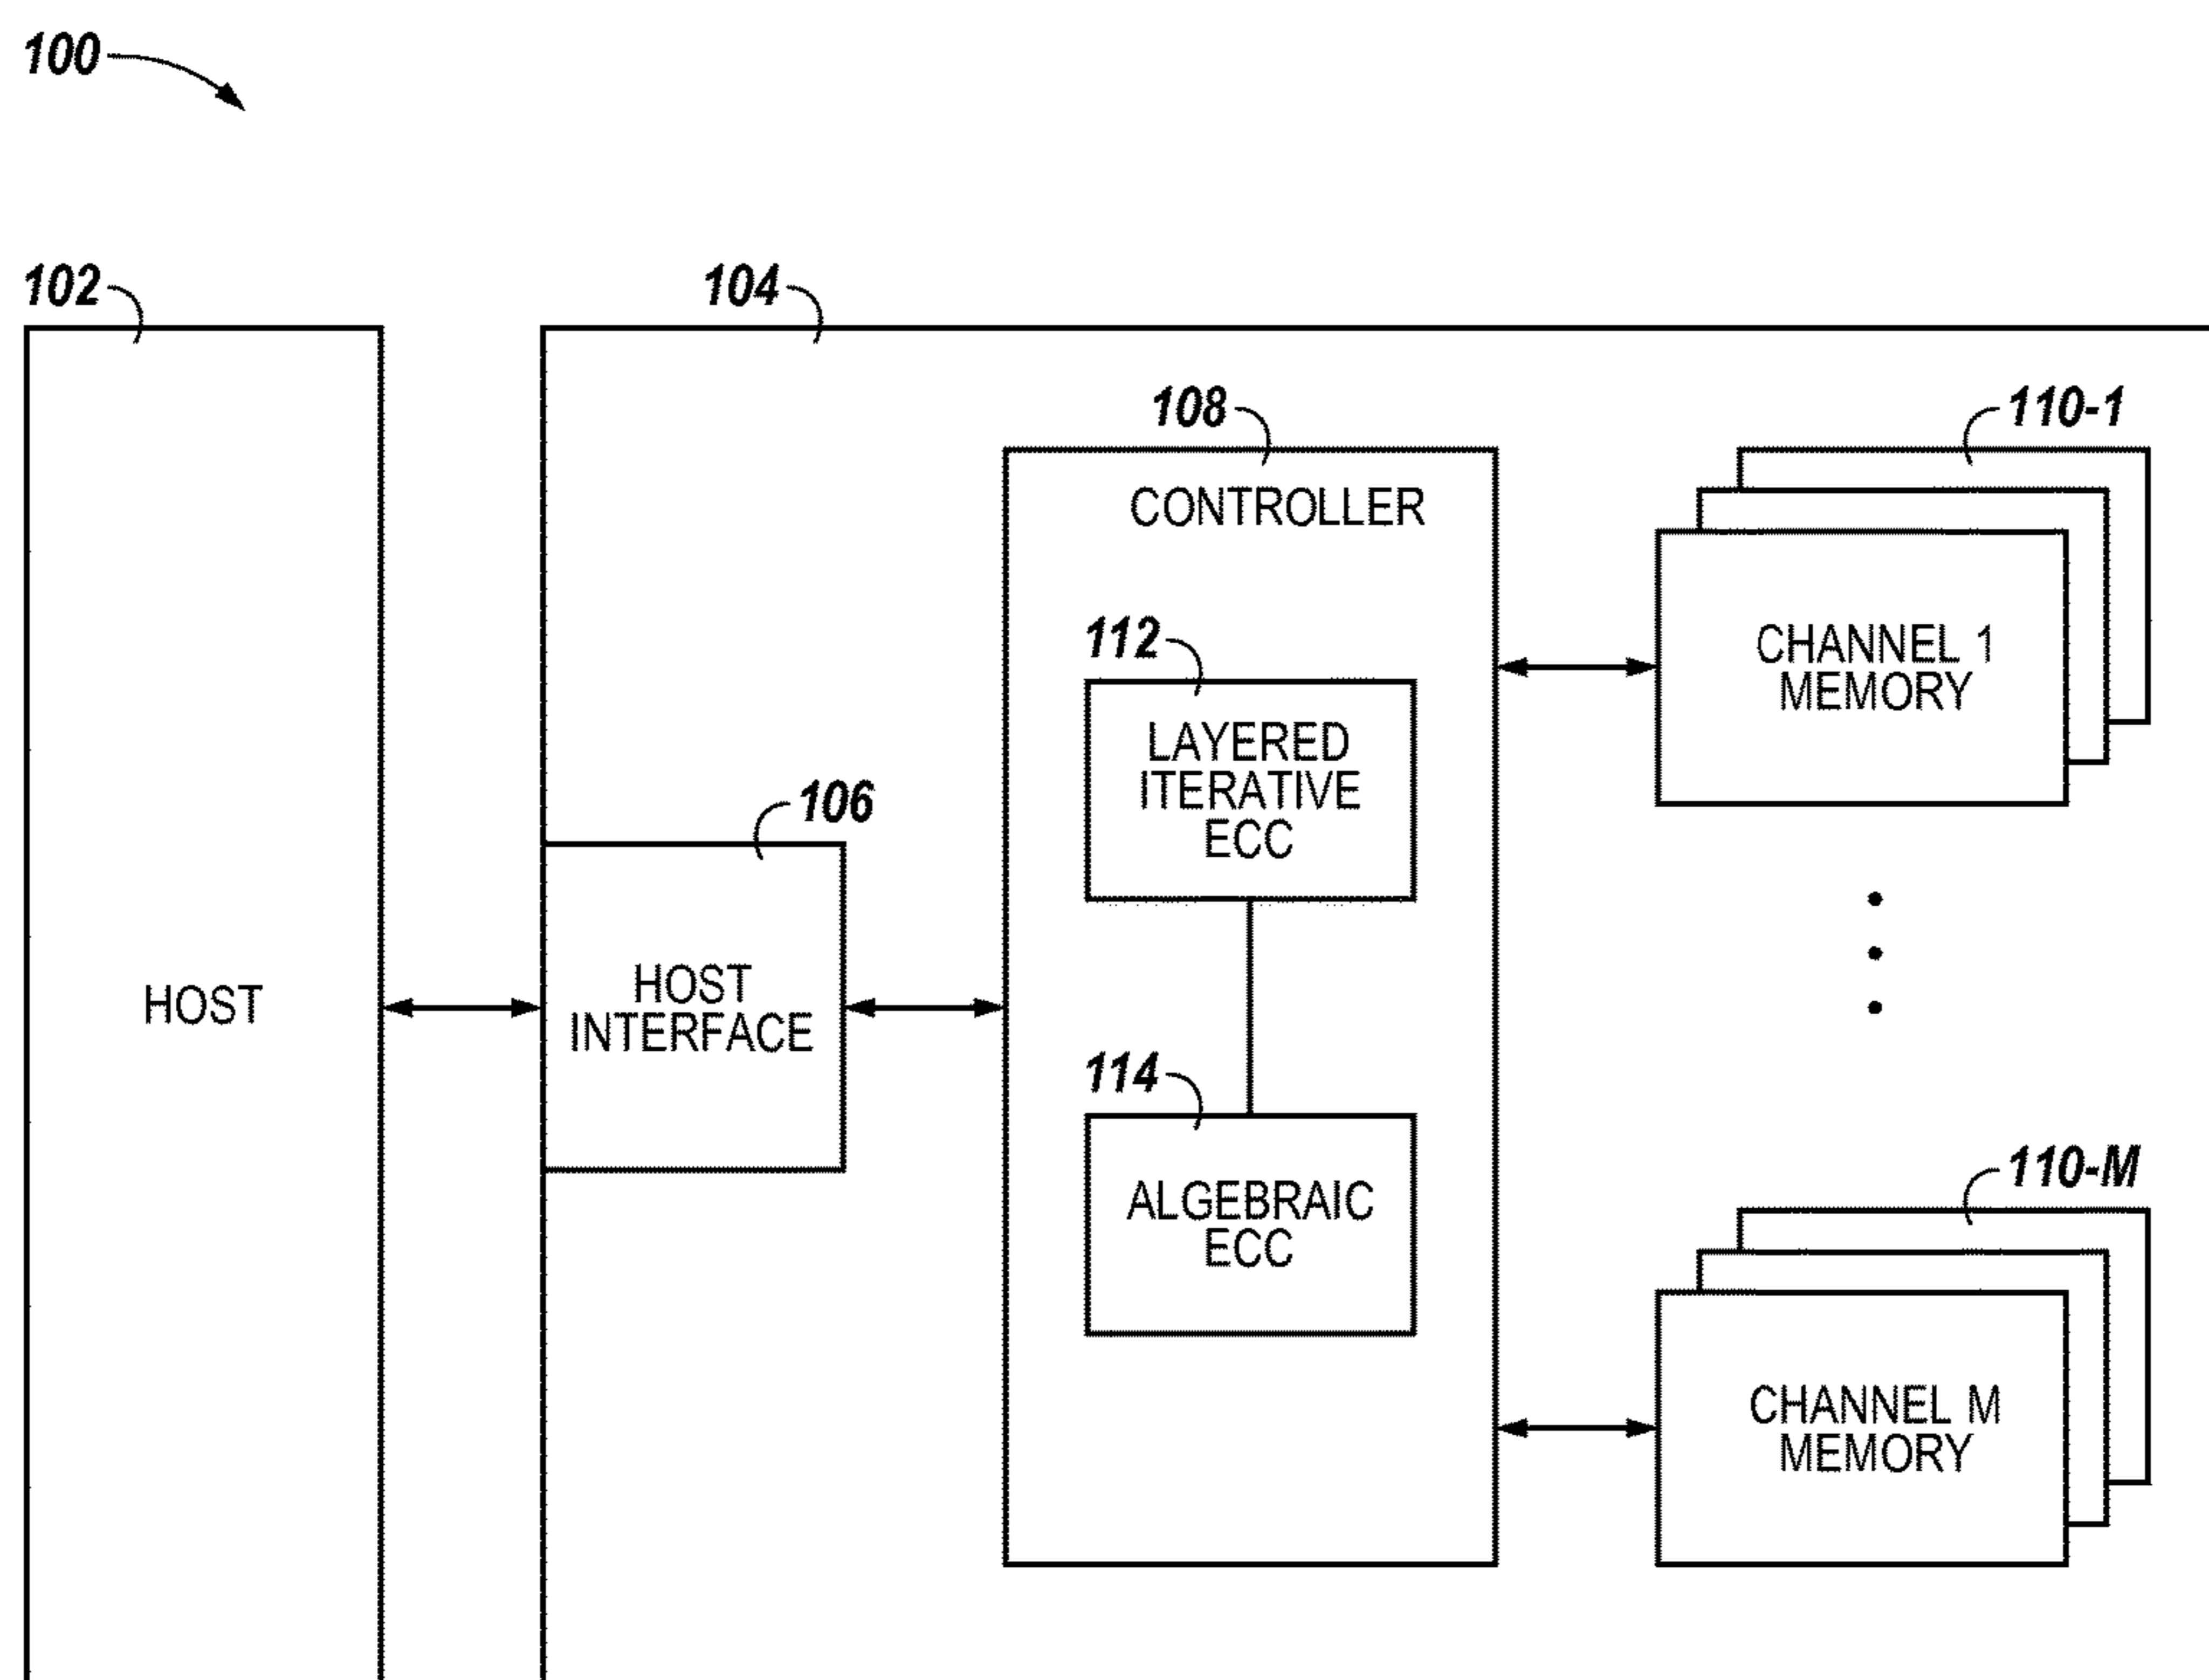 100
102
104
108
110-1
CONTROLLER
112
CHANNEL 1
MEMORY
LAYERED
ITERATIVE
ECC
106
HOST
HOST
INTERFACE
114
ALGEBRAIC
ECC
110-M
CHANNEL M
MEMORY